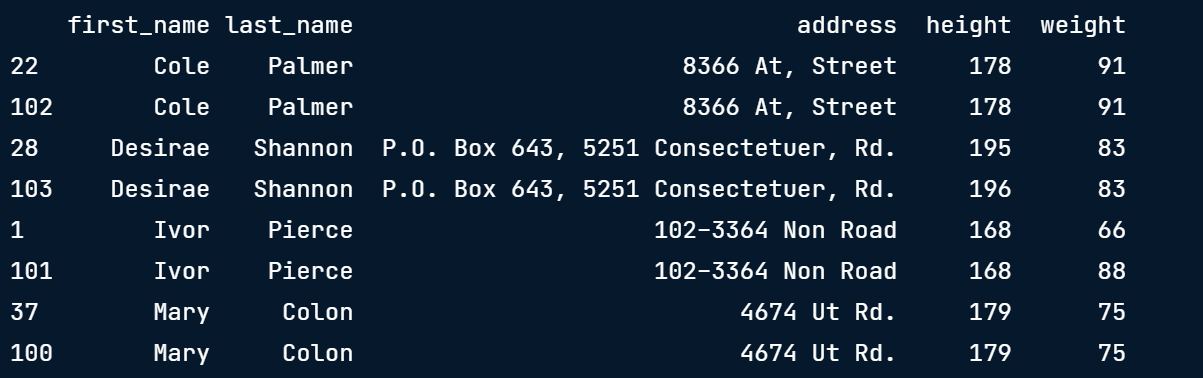 first_name last_name address height weight
22 Cole Palmer 8366 At, Street 178 91
102 Cole Palmer 8366 At, Street 178 91
28 Desirae Shannon P.O. Box 643, 5251 Consectetuer, Rd. 195 83
103 Desirae Shannon P.O. Box 643, 5251 Consectetuer, Rd. 196 83
1 Ivor Pierce 102-3364 Non Road 168 66
101 Ivor Pierce 102-3364 Non Road 168 88
37 Mary Colon 4674 Ut Rd. 179 75
100 Mary Colon 4674 Ut Rd. 179 75